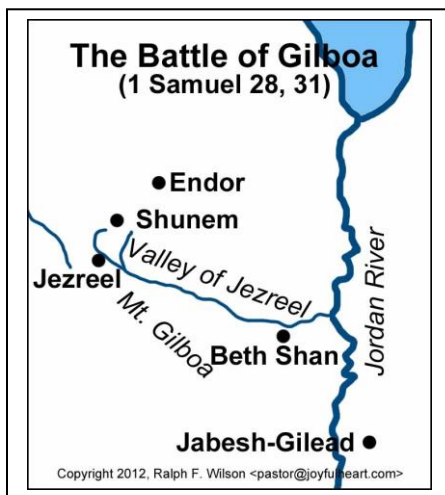 The Battle of Gilboa
(1 Samuel 28, 31)
Endor
Shunem
Valley of Jezreel
Jezreel
Mt. Gilboa
Jordan River
Beth Shan
Jabesh-Gilead
Copyright 2012, Ralph F. Wilson <pastor@joyfulheart.com>